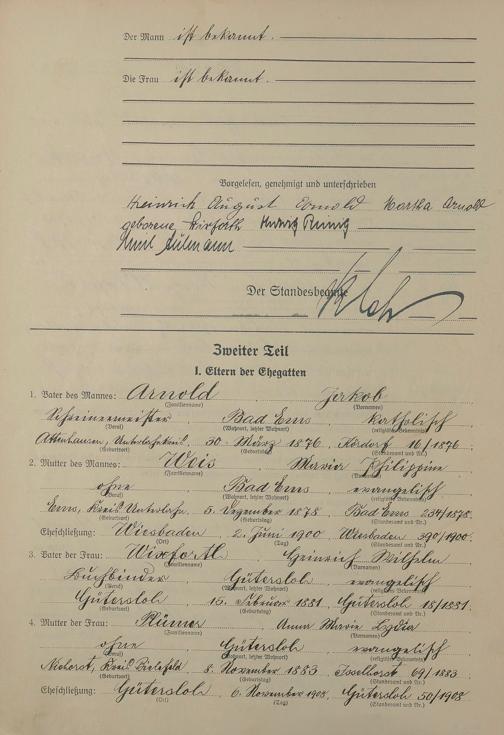 Der Mann ist bekannt.
Die Frau ist bekannt.
Vorgelesen, genehmigt und unterschrieben
Heinrich August Arnold Martha Arnold
geborene Wirforth
Der Standesbeamte
Zweiter Teil
1. Eltern der Ehegatten
1. Vater des Mannes: Arnold Jakob
(Familienname) (Vornamen)
Schreinermeister Bad Ems katholisch
(Beruf) (Wohnort, letzter Wohnort) (religiöses Bekenntnis)
Attenhausen, Unterlahnkreis 30. März 1876 Kördorf 16/1876
(Geburtsort) (Geburtstag) (Standesamt und Nr.)
2. Mutter des Mannes: Weis Maria Philippine
(Familienname) (Vornamen)
ohne Bad Ems evangelisch
(Beruf) (Wohnort, letzter Wohnort) (religiöses Bekenntnis)
Ems, Kreis Unterlahn 5. Dezember 1878 Bad Ems 234/1878
(Geburtsort) (Geburtstag) (Standesamt und Nr.)
Eheschließung: Wiesbaden 2. Juni 1900 Wiesbaden 390/1900
(Ort) (Tag) (Standesamt und Nr.)
3. Vater der Frau: Wirforth Heinrich Wilhelm
(Familienname) (Vornamen)
Buchbinder Gütersloh evangelisch
(Beruf) (Wohnort, letzter Wohnort) (religiöses Bekenntnis)
Gütersloh 15. Februar 1881 Gütersloh 18/1881
(Geburtsort) (Geburtstag) (Standesamt und Nr.)
4. Mutter der Frau: Anna Marie Lydia
(Familienname) (Vornamen)
ohne Gütersloh evangelisch
(Beruf) (Wohnort, letzter Wohnort) (religiöses Bekenntnis)
Kreis Bielefeld 8. November 1883 Isselhorst 69/1883
(Geburtsort) (Geburtstag) (Standesamt und Nr.)
Eheschließung: Gütersloh 6. November 1908 Gütersloh 50/1908
(Ort) (Tag) (Standesamt und Nr.)